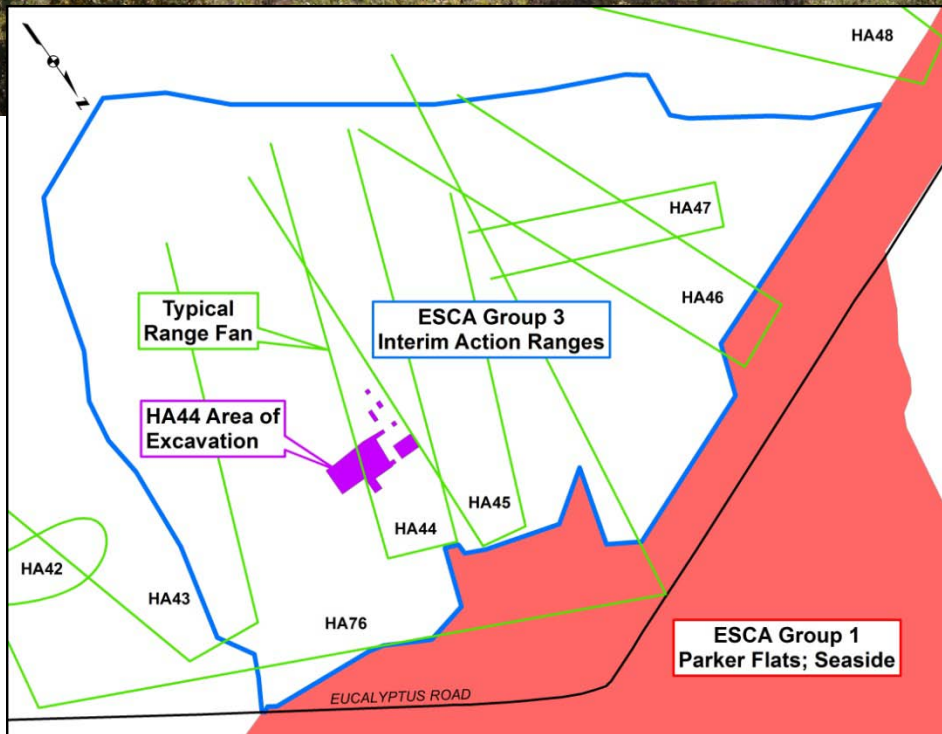 HA48
Z
HA47
HA46
Typical
Range Fan
ESCA Group 3
Interim Action Ranges
HA44 Area of
Excavation
HA45
HA44
HA42
HA43
HA76
ESCA Group 1
Parker Flats; Seaside
EUCALYPTUS ROAD